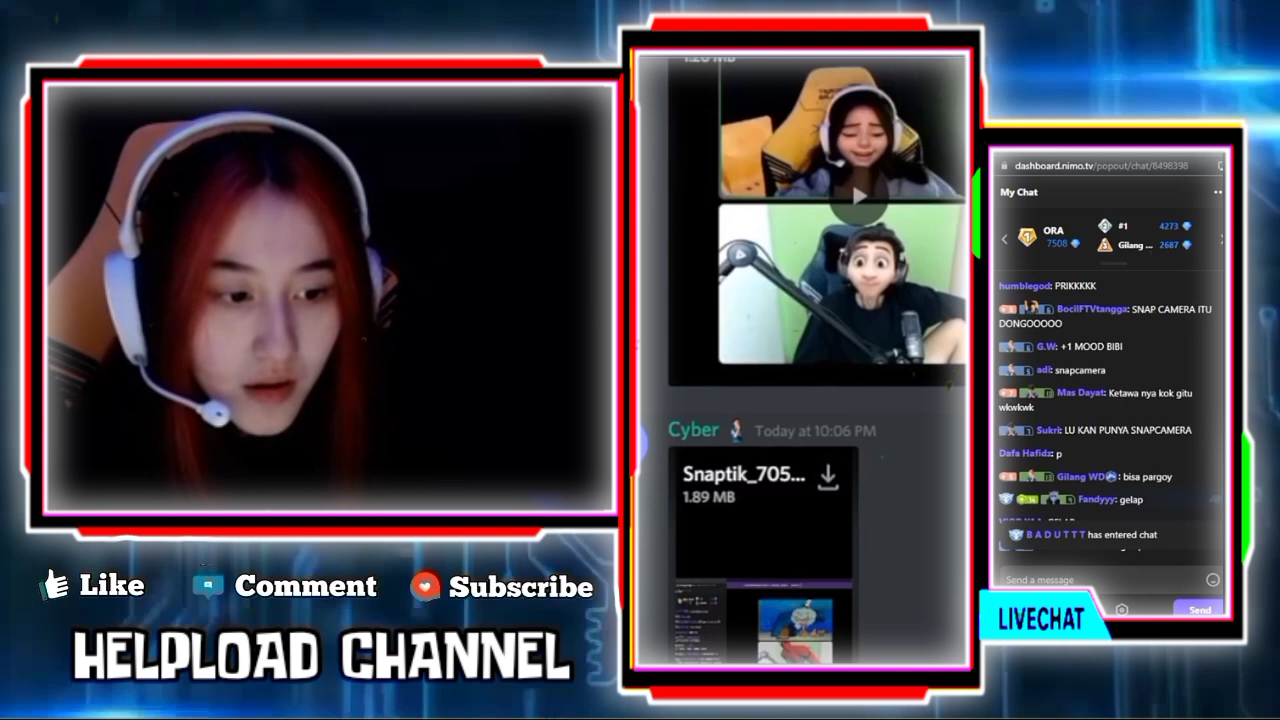 Like
Comment
Subscribe
HELPLOAD CHANNEL
Cyber
Today at 10:06 PM
Snaptik_705...
1.89 MB
dashboard.nimo.tv/popout/chat/8498398
My Chat
ORA
7508
#1
4273
Gilang ...
2687
humblegod: PRIKKKKK
BocilFTVtangga: SNAP CAMERA ITU
DONGOOOOO
G.W: +1 MOOD BIBI
adi: snapcamera
Mas Dayat: Ketawa nya kok gitu
wkwkwk
Sukri: LU KAN PUNYA SNAPCAMERA
Dafa Hafidz: p
Gilang WD: bisa pargoy
Fandyyy: gelap
B A D U T T T has entered chat
Send a message
Send
LIVECHAT